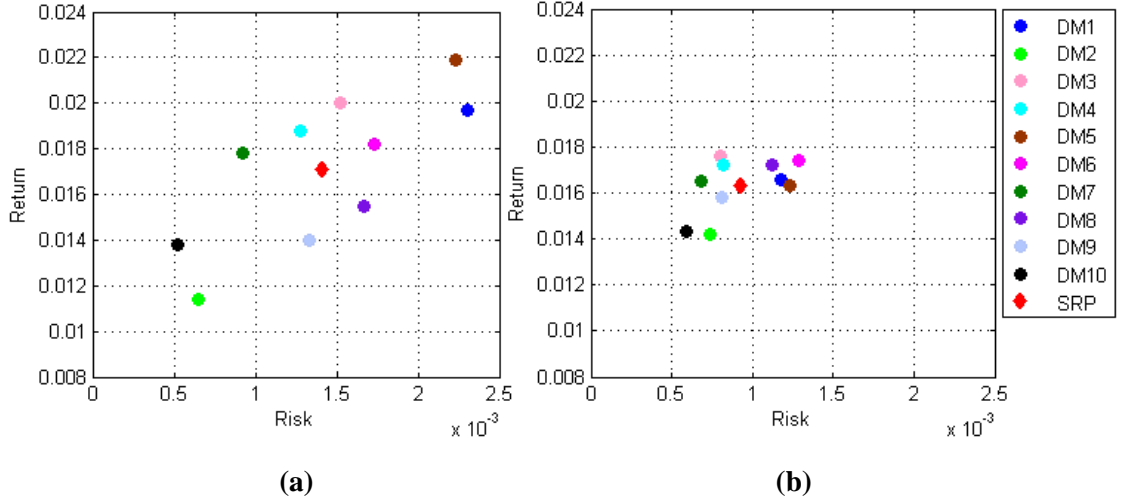 0.024
0.022
0.02
0.018
0.016
0.014
0.012
0.01
0.008
Return
0 0.5 1 1.5 2 2.5
Risk
x 10^-3
(a)
0.024
0.022
0.02
0.018
0.016
0.014
0.012
0.01
0.008
Return
0 0.5 1 1.5 2 2.5
Risk
x 10^-3
(b)
DM1
DM2
DM3
DM4
DM5
DM6
DM7
DM8
DM9
DM10
SRP